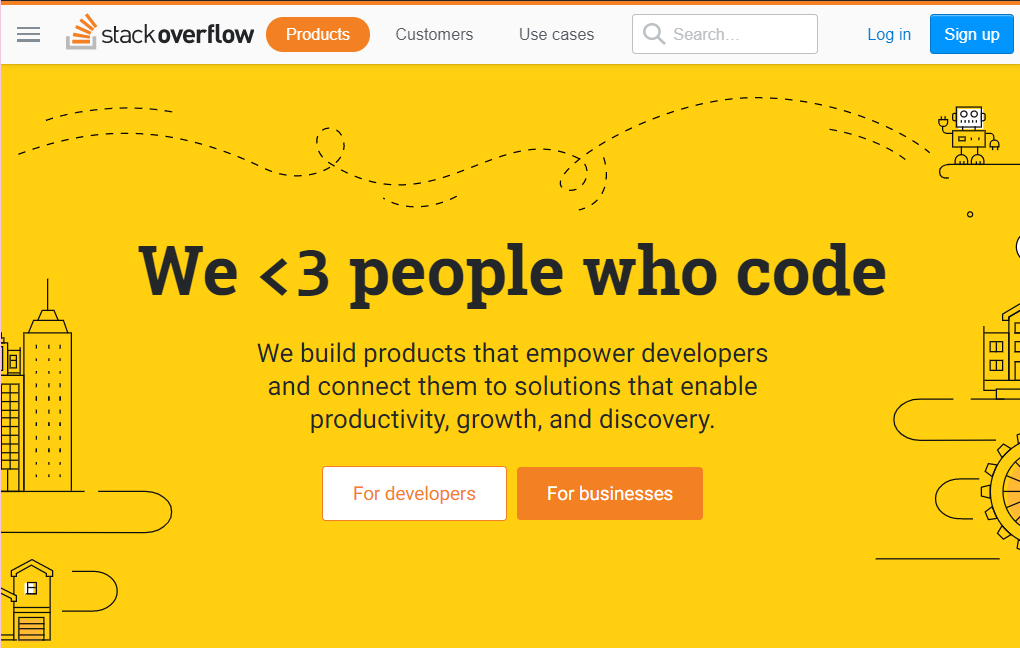 stackoverflow Products Customers Use cases Search... Log in Sign up
We <3 people who code
We build products that empower developers
and connect them to solutions that enable
productivity, growth, and discovery.
For developers For businesses